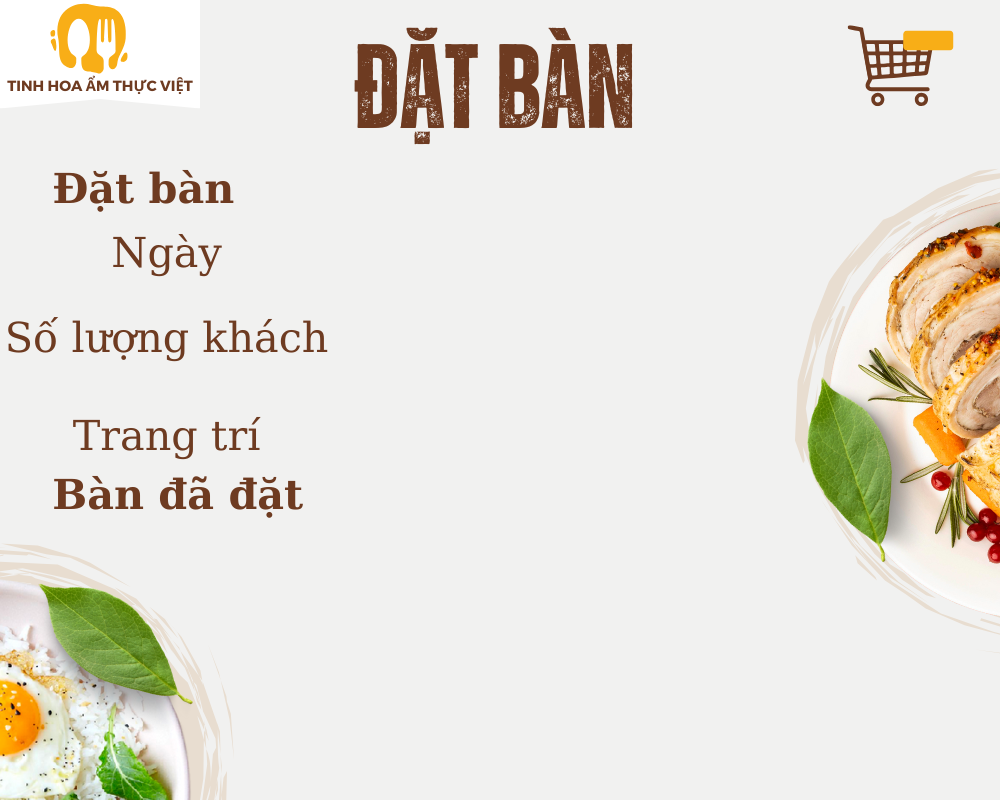 TINH HOA ẨM THỰC VIỆT
ĐẶT BÀN
Đặt bàn
Ngày
Số lượng khách
Trang trí
Bàn đã đặt